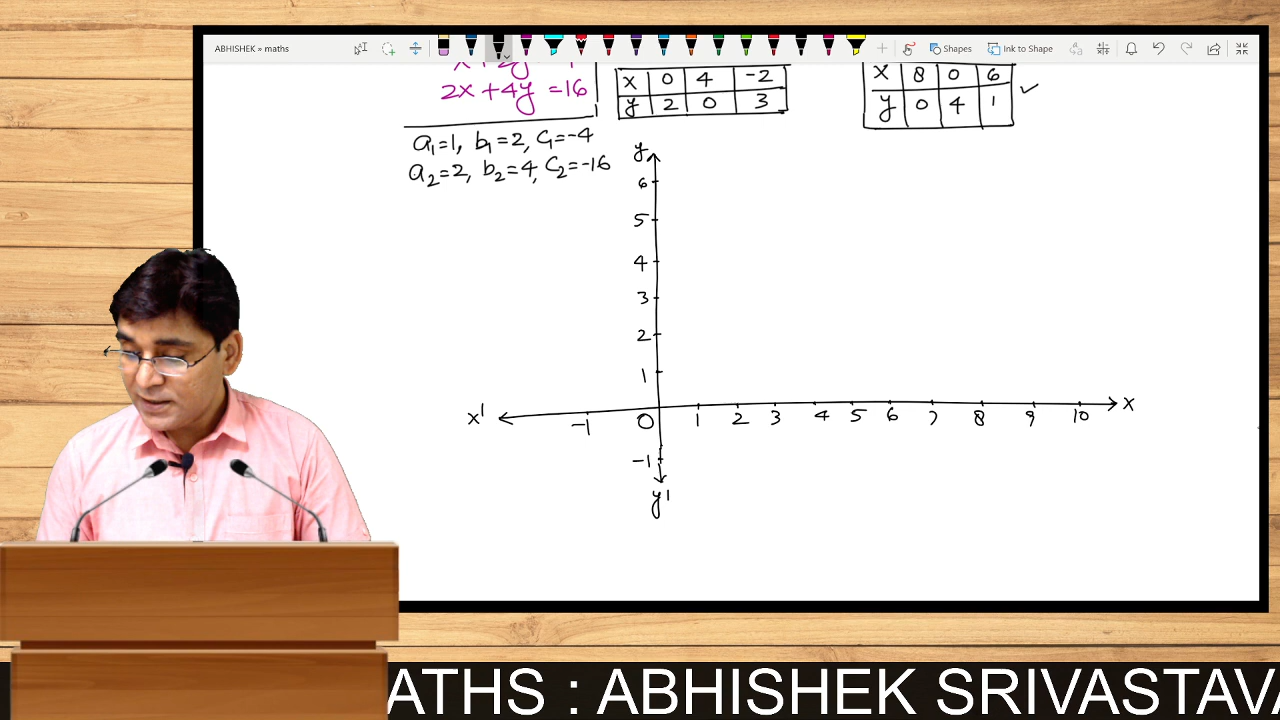 ABHISHEK » maths
Shapes
Ink to Shape
2x + 4y = 16
x 0 4 -2
y 2 0 3
x 8 0 6
y 0 4 1 ✓
a₁=1, b₁=2, c₁=-4
a₂=2, b₂=4, c₂=-16
y
6
5
4
3
2
1
x' -1 0 1 2 3 4 5 6 7 8 9 10 x
-1
y'
ATHS : ABHISHEK SRIVASTAVA